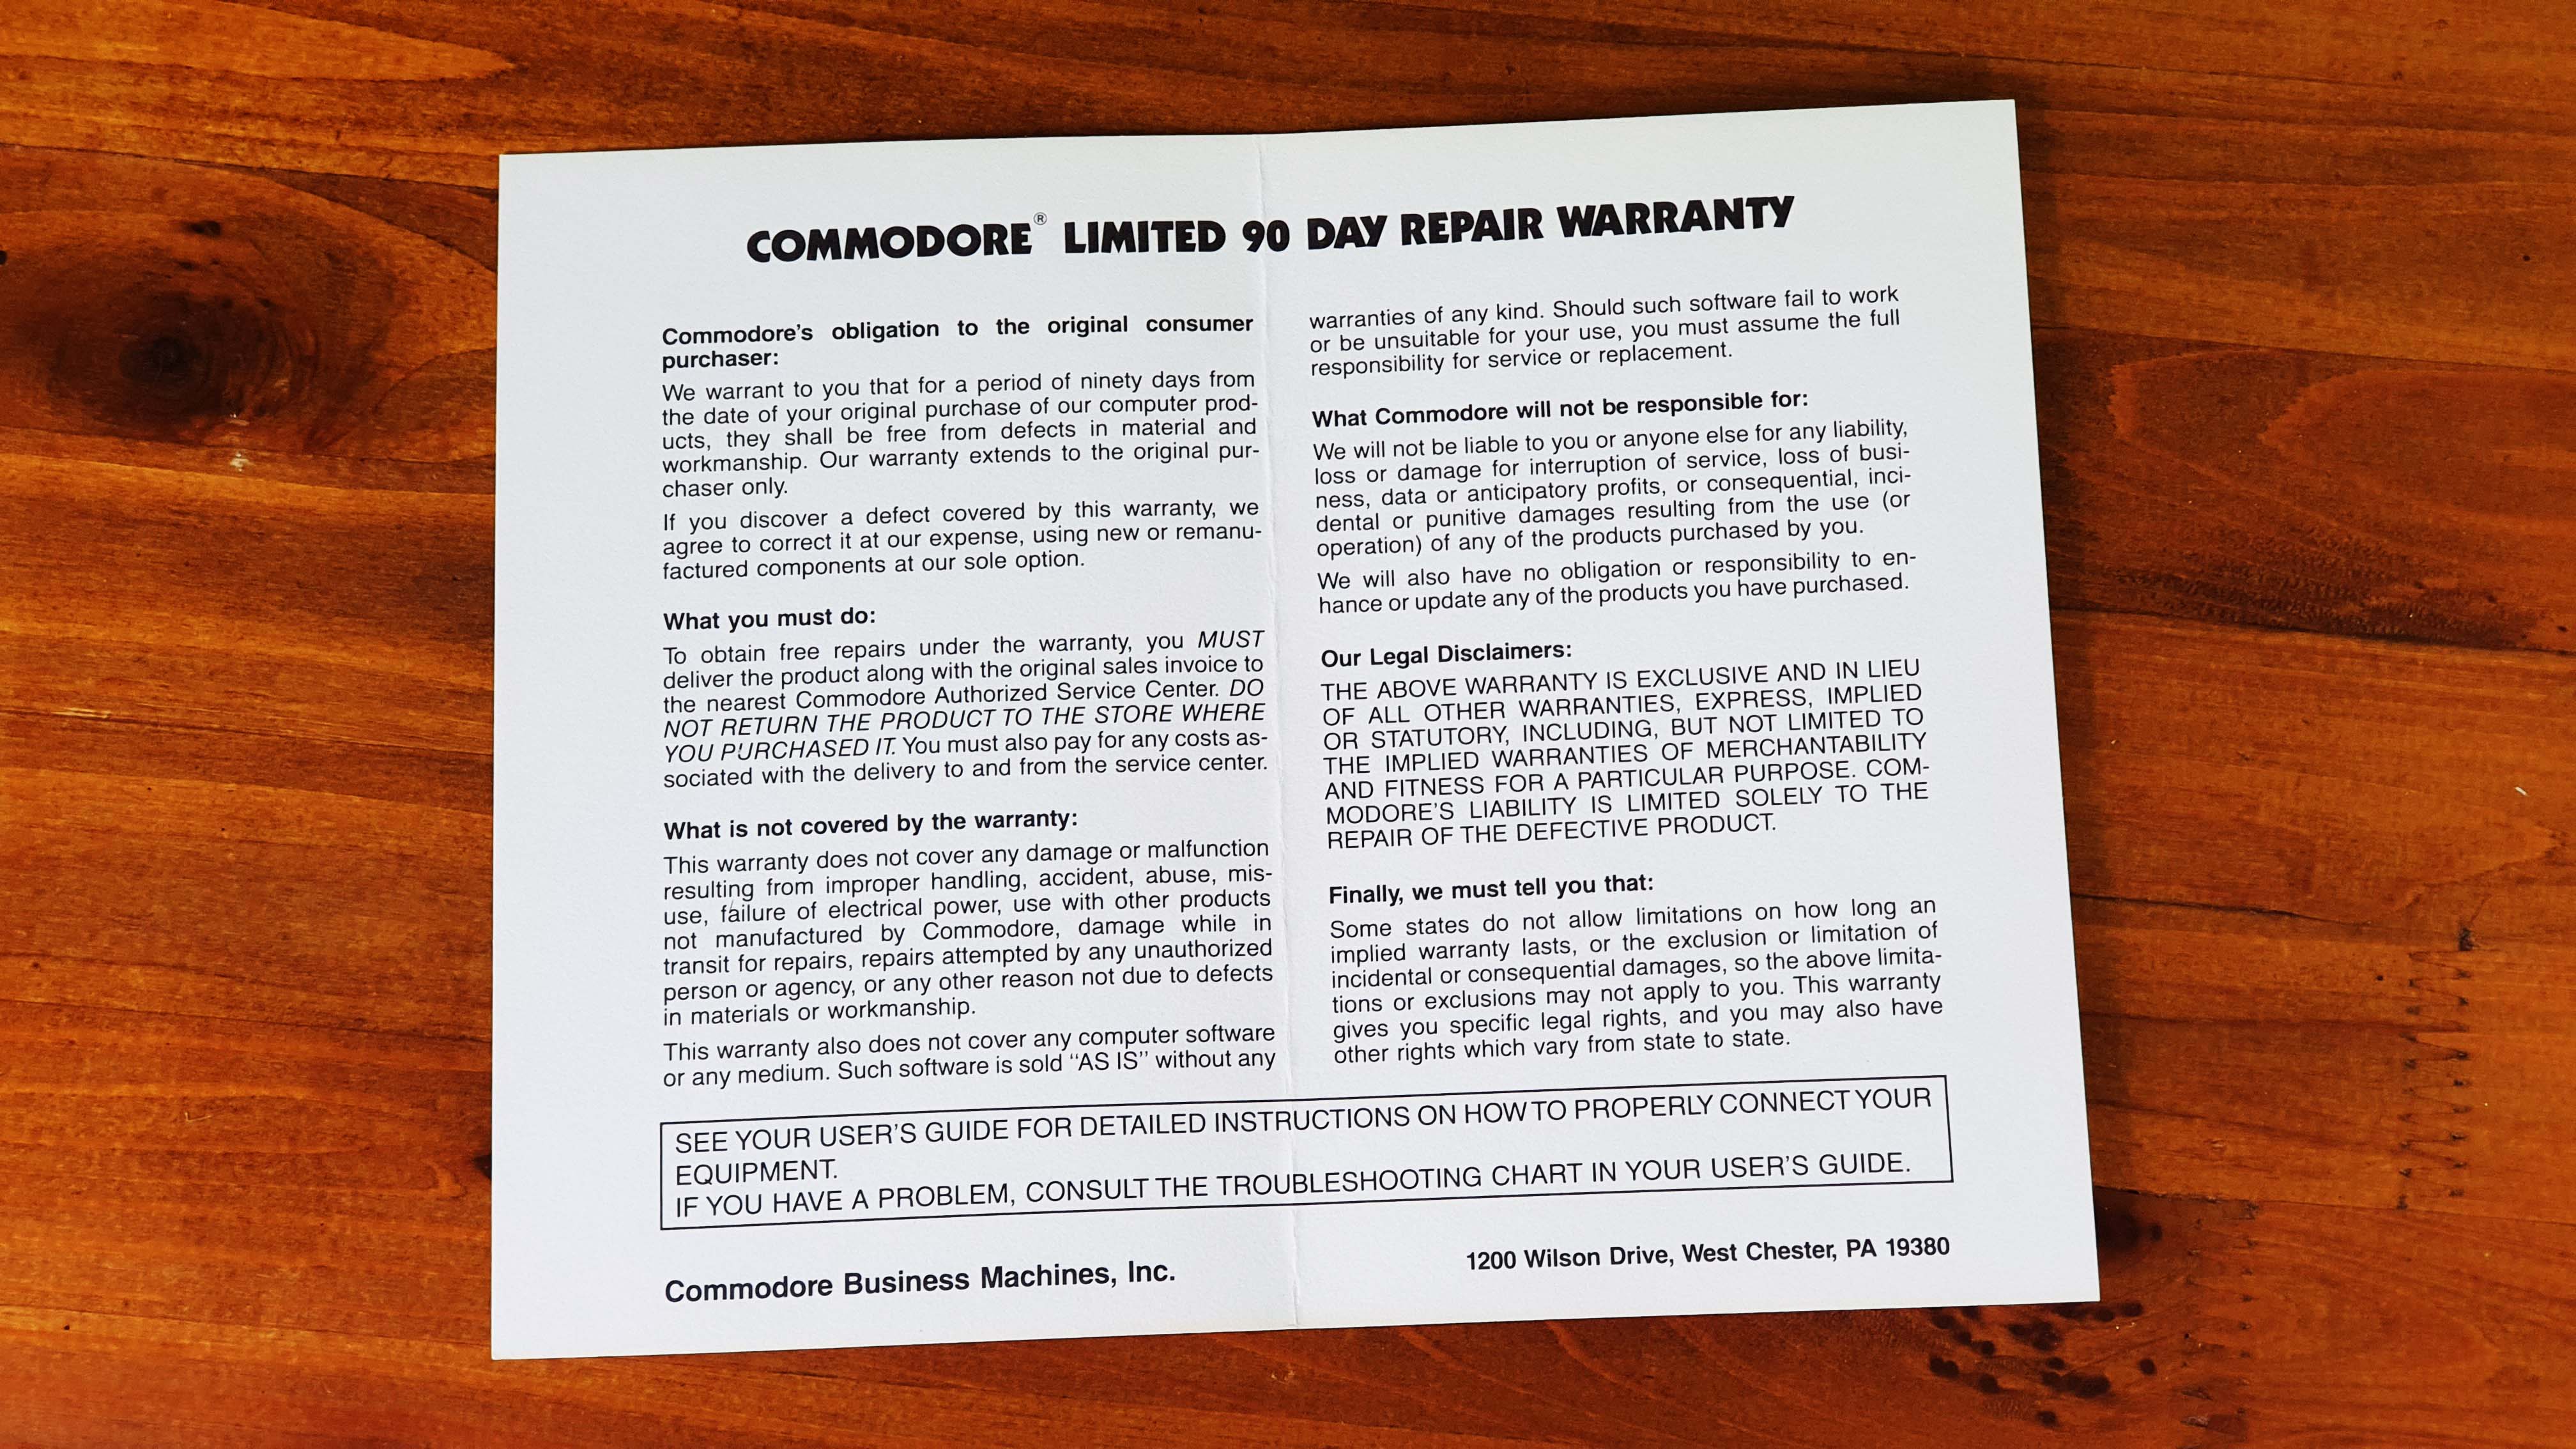 COMMODORE® LIMITED 90 DAY REPAIR WARRANTY
Commodore's obligation to the original consumer
purchaser:
We warrant to you that for a period of ninety days from
the date of your original purchase of our computer prod-
ucts, they shall be free from defects in material and
workmanship. Our warranty extends to the original pur-
chaser only.
If you discover a defect covered by this warranty, we
agree to correct it at our expense, using new or remanu-
factured components at our sole option.
What you must do:
To obtain free repairs under the warranty, you MUST
deliver the product along with the original sales invoice to
the nearest Commodore Authorized Service Center. DO
NOT RETURN THE PRODUCT TO THE STORE WHERE
YOU PURCHASED IT. You must also pay for any costs as-
sociated with the delivery to and from the service center.
What is not covered by the warranty:
This warranty does not cover any damage or malfunction
resulting from improper handling, accident, abuse, mis-
use, failure of electrical power, use with other products
not manufactured by Commodore, damage while in
transit for repairs, repairs attempted by any unauthorized
person or agency, or any other reason not due to defects
in materials or workmanship.
This warranty also does not cover any computer software
or any medium. Such software is sold "AS IS" without any
warranties of any kind. Should such software fail to work
or be unsuitable for your use, you must assume the full
responsibility for service or replacement.
What Commodore will not be responsible for:
We will not be liable to you or anyone else for any liability,
loss or damage for interruption of service, loss of busi-
ness, data or anticipatory profits, or consequential, inci-
dental or punitive damages resulting from the use (or
operation) of any of the products purchased by you.
We will also have no obligation or responsibility to en-
hance or update any of the products you have purchased.
Our Legal Disclaimers:
THE ABOVE WARRANTY IS EXCLUSIVE AND IN LIEU
OF ALL OTHER WARRANTIES, EXPRESS, IMPLIED
OR STATUTORY, INCLUDING, BUT NOT LIMITED TO
THE IMPLIED WARRANTIES OF MERCHANTABILITY
AND FITNESS FOR A PARTICULAR PURPOSE. COM-
MODORE'S LIABILITY IS LIMITED SOLELY TO THE
REPAIR OF THE DEFECTIVE PRODUCT.
Finally, we must tell you that:
Some states do not allow limitations on how long an
implied warranty lasts, or the exclusion or limitation of
incidental or consequential damages, so the above limita-
tions or exclusions may not apply to you. This warranty
gives you specific legal rights, and you may also have
other rights which vary from state to state.
SEE YOUR USER'S GUIDE FOR DETAILED INSTRUCTIONS ON HOW TO PROPERLY CONNECT YOUR
EQUIPMENT.
IF YOU HAVE A PROBLEM, CONSULT THE TROUBLESHOOTING CHART IN YOUR USER'S GUIDE.
Commodore Business Machines, Inc.
1200 Wilson Drive, West Chester, PA 19380